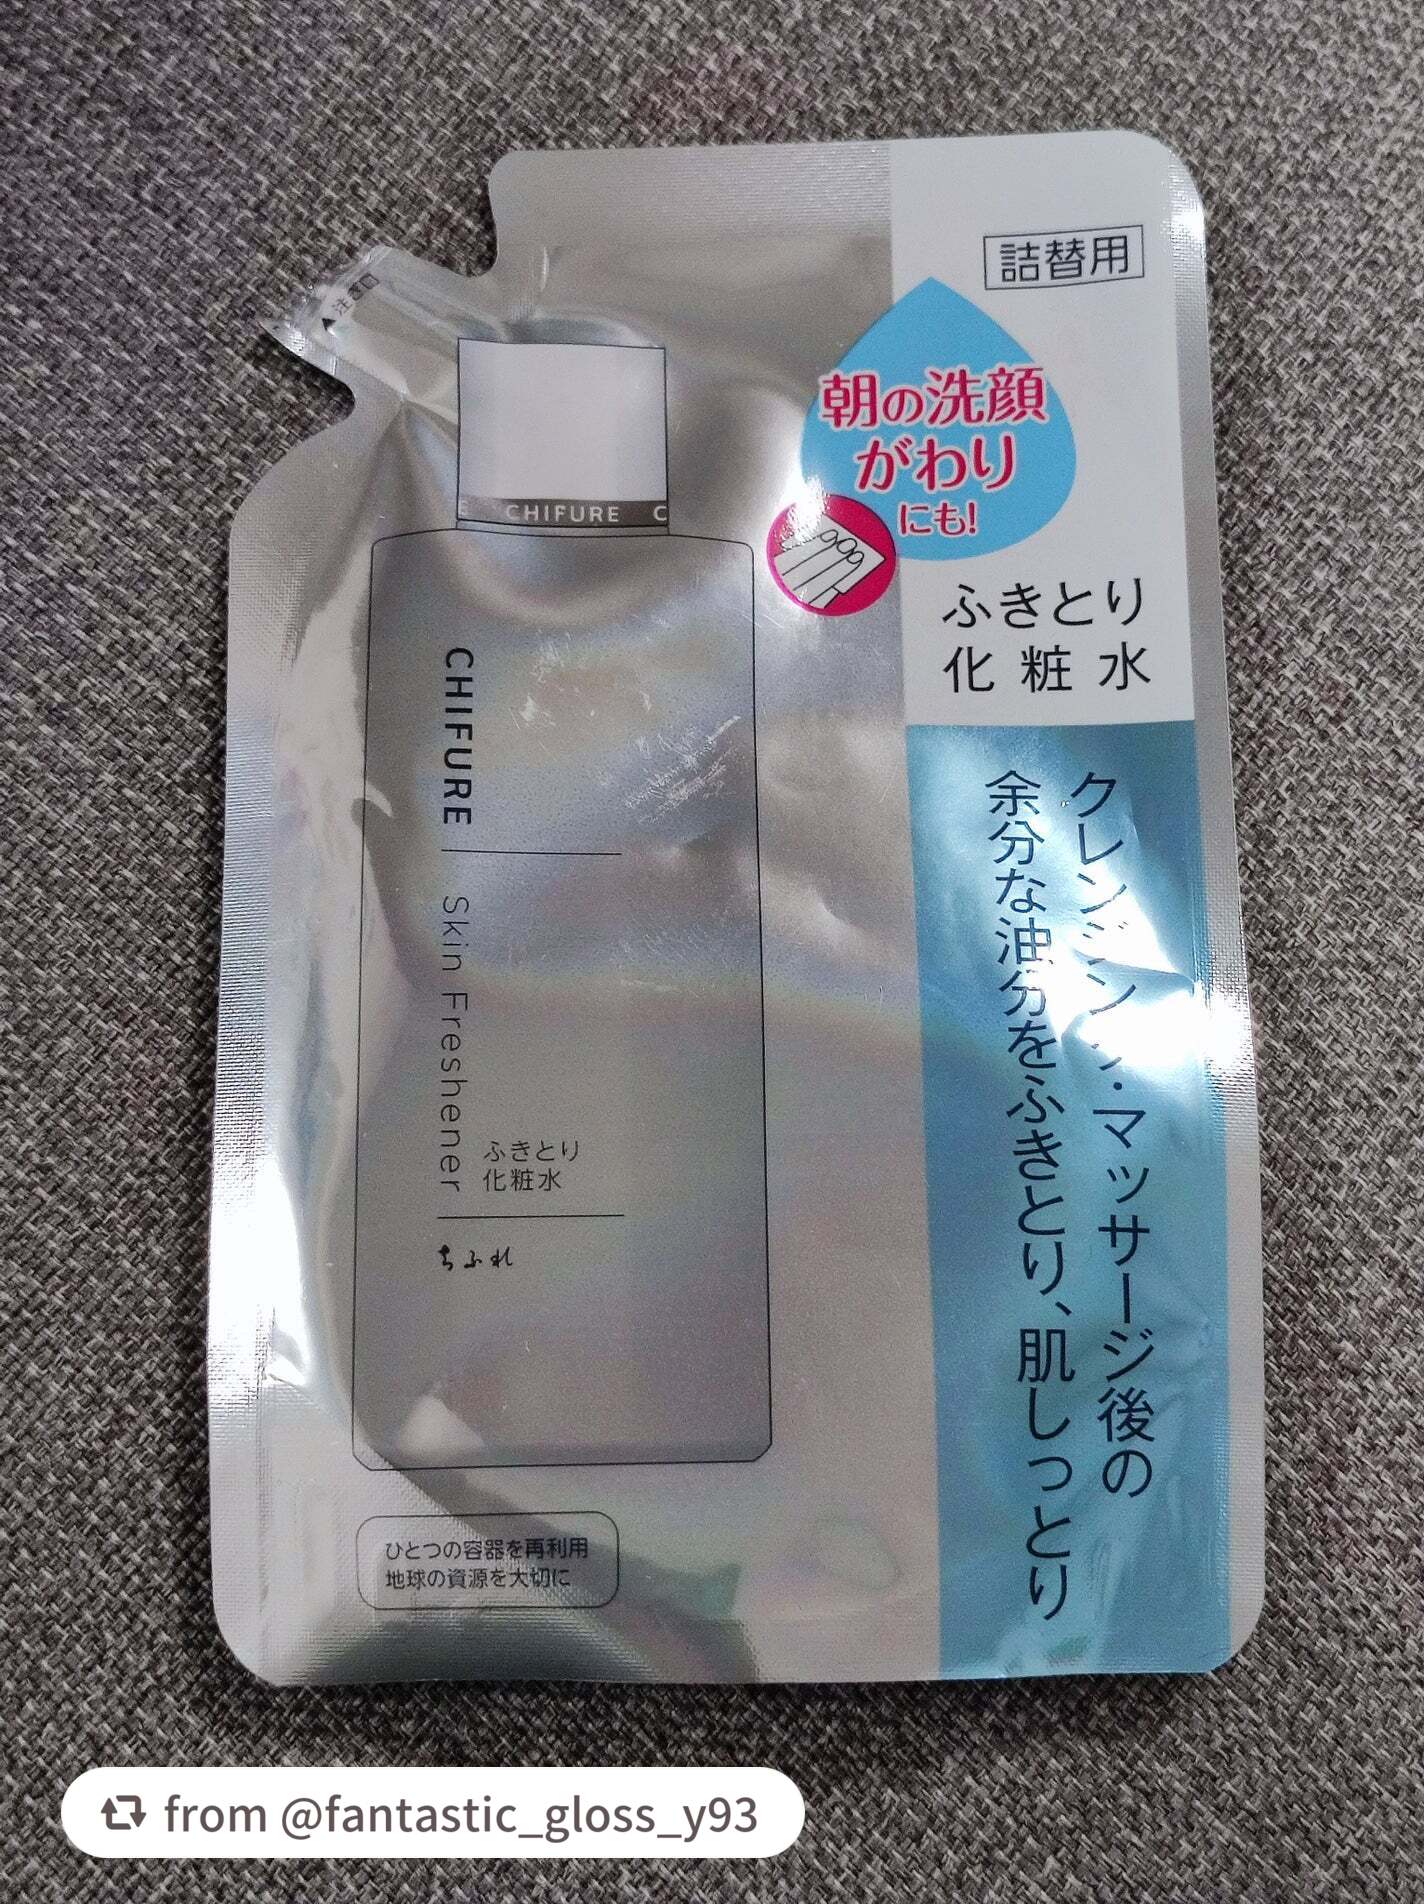 詰替用
朝の洗顔
がわり
にも!
注ぎ口
E CHIFURE C
ふきとり
化粧水
クレンジング・マッサージ後の
余分な油分をふきとり、肌しっとり
CHIFURE
Skin Freshener
ふきとり
化粧水
ちふれ
ひとつの容器を再利用
地球の資源を大切に
from @fantastic_gloss_y93